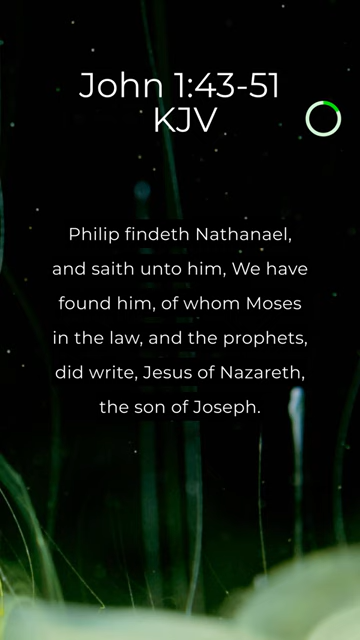 John 1:43-51
KJV
Philip findeth Nathanael,
and saith unto him, We have
found him, of whom Moses
in the law, and the prophets,
did write, Jesus of Nazareth,
the son of Joseph.